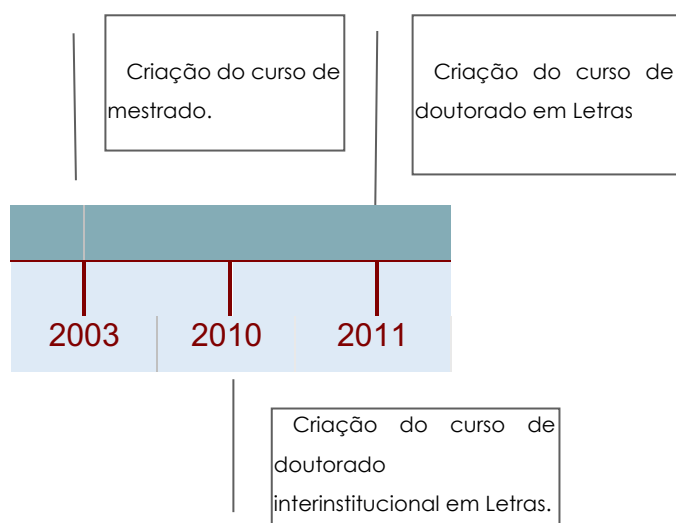 Criação do curso de
mestrado.
Criação do curso de
doutorado em Letras
2003
2010
2011
Criação do curso de
doutorado
interinstitucional em Letras.